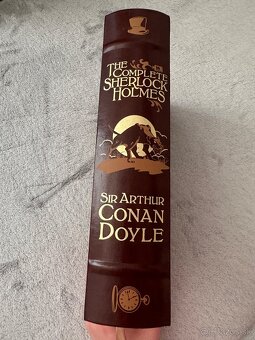 The
Complete
Sherlock
Holmes
Sir Arthur
Conan
Doyle